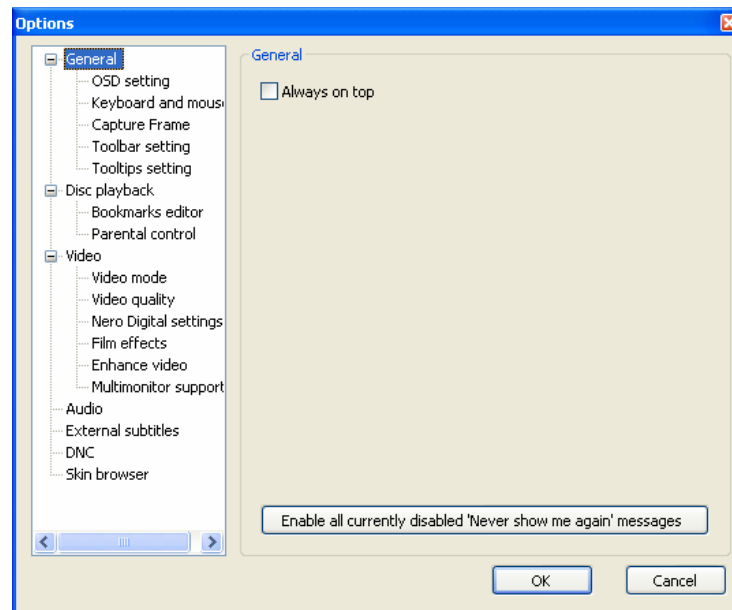 Options
General
OSD setting
Keyboard and mous
Capture Frame
Toolbar setting
Tooltips setting
Disc playback
Bookmarks editor
Parental control
Video
Video mode
Video quality
Nero Digital settings
Film effects
Enhance video
Multimonitor support
Audio
External subtitles
DNC
Skin browser
General
Always on top
Enable all currently disabled 'Never show me again' messages
OK
Cancel